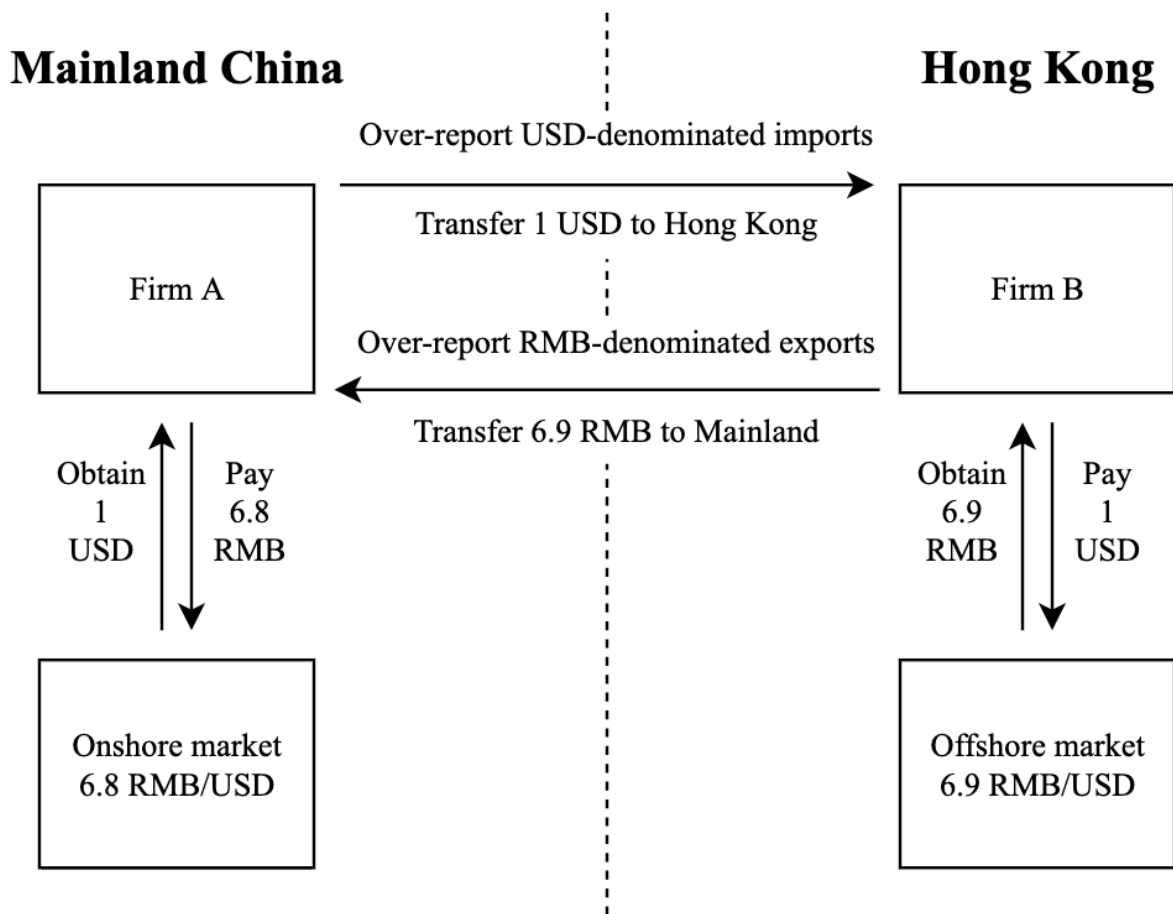 Mainland China
Hong Kong
Over-report USD-denominated imports
Transfer 1 USD to Hong Kong
Firm A
Firm B
Over-report RMB-denominated exports
Transfer 6.9 RMB to Mainland
Obtain
1
USD
Pay
6.8
RMB
Obtain
6.9
RMB
Pay
1
USD
Onshore market
6.8 RMB/USD
Offshore market
6.9 RMB/USD